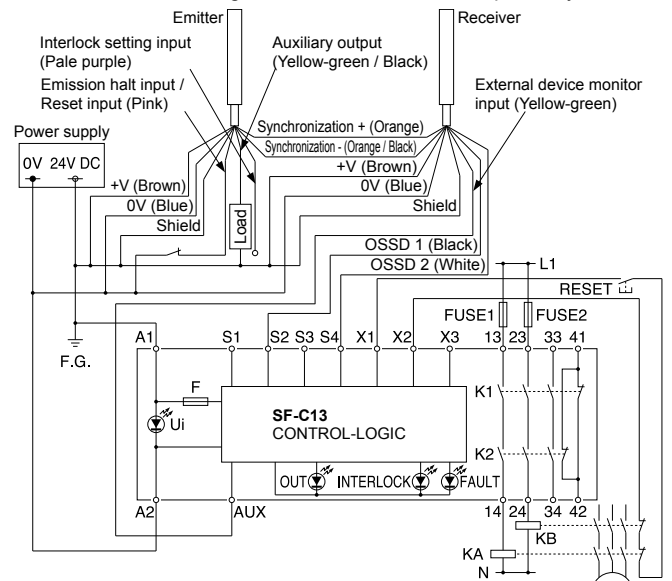 Emitter
Receiver
Interlock setting input
(Pale purple)
Auxiliary output
(Yellow-green / Black)
Emission halt input /
Reset input (Pink)
External device monitor
input (Yellow-green)
Power supply
0V 24V DC
Synchronization + (Orange)
Synchronization - (Orange / Black)
+V (Brown)
0V (Blue)
Shield
+V (Brown)
0V (Blue)
Shield
Load
OSSD 1 (Black)
OSSD 2 (White)
L1
RESET
FUSE1
FUSE2
F.G.
A1 S1 S2 S3 S4 X1 X2 X3 13 23 33 41
F
Ui
SF-C13
CONTROL-LOGIC
K1
K2
OUT
INTERLOCK
FAULT
A2 AUX 14 24 34 42
KB
KA
N